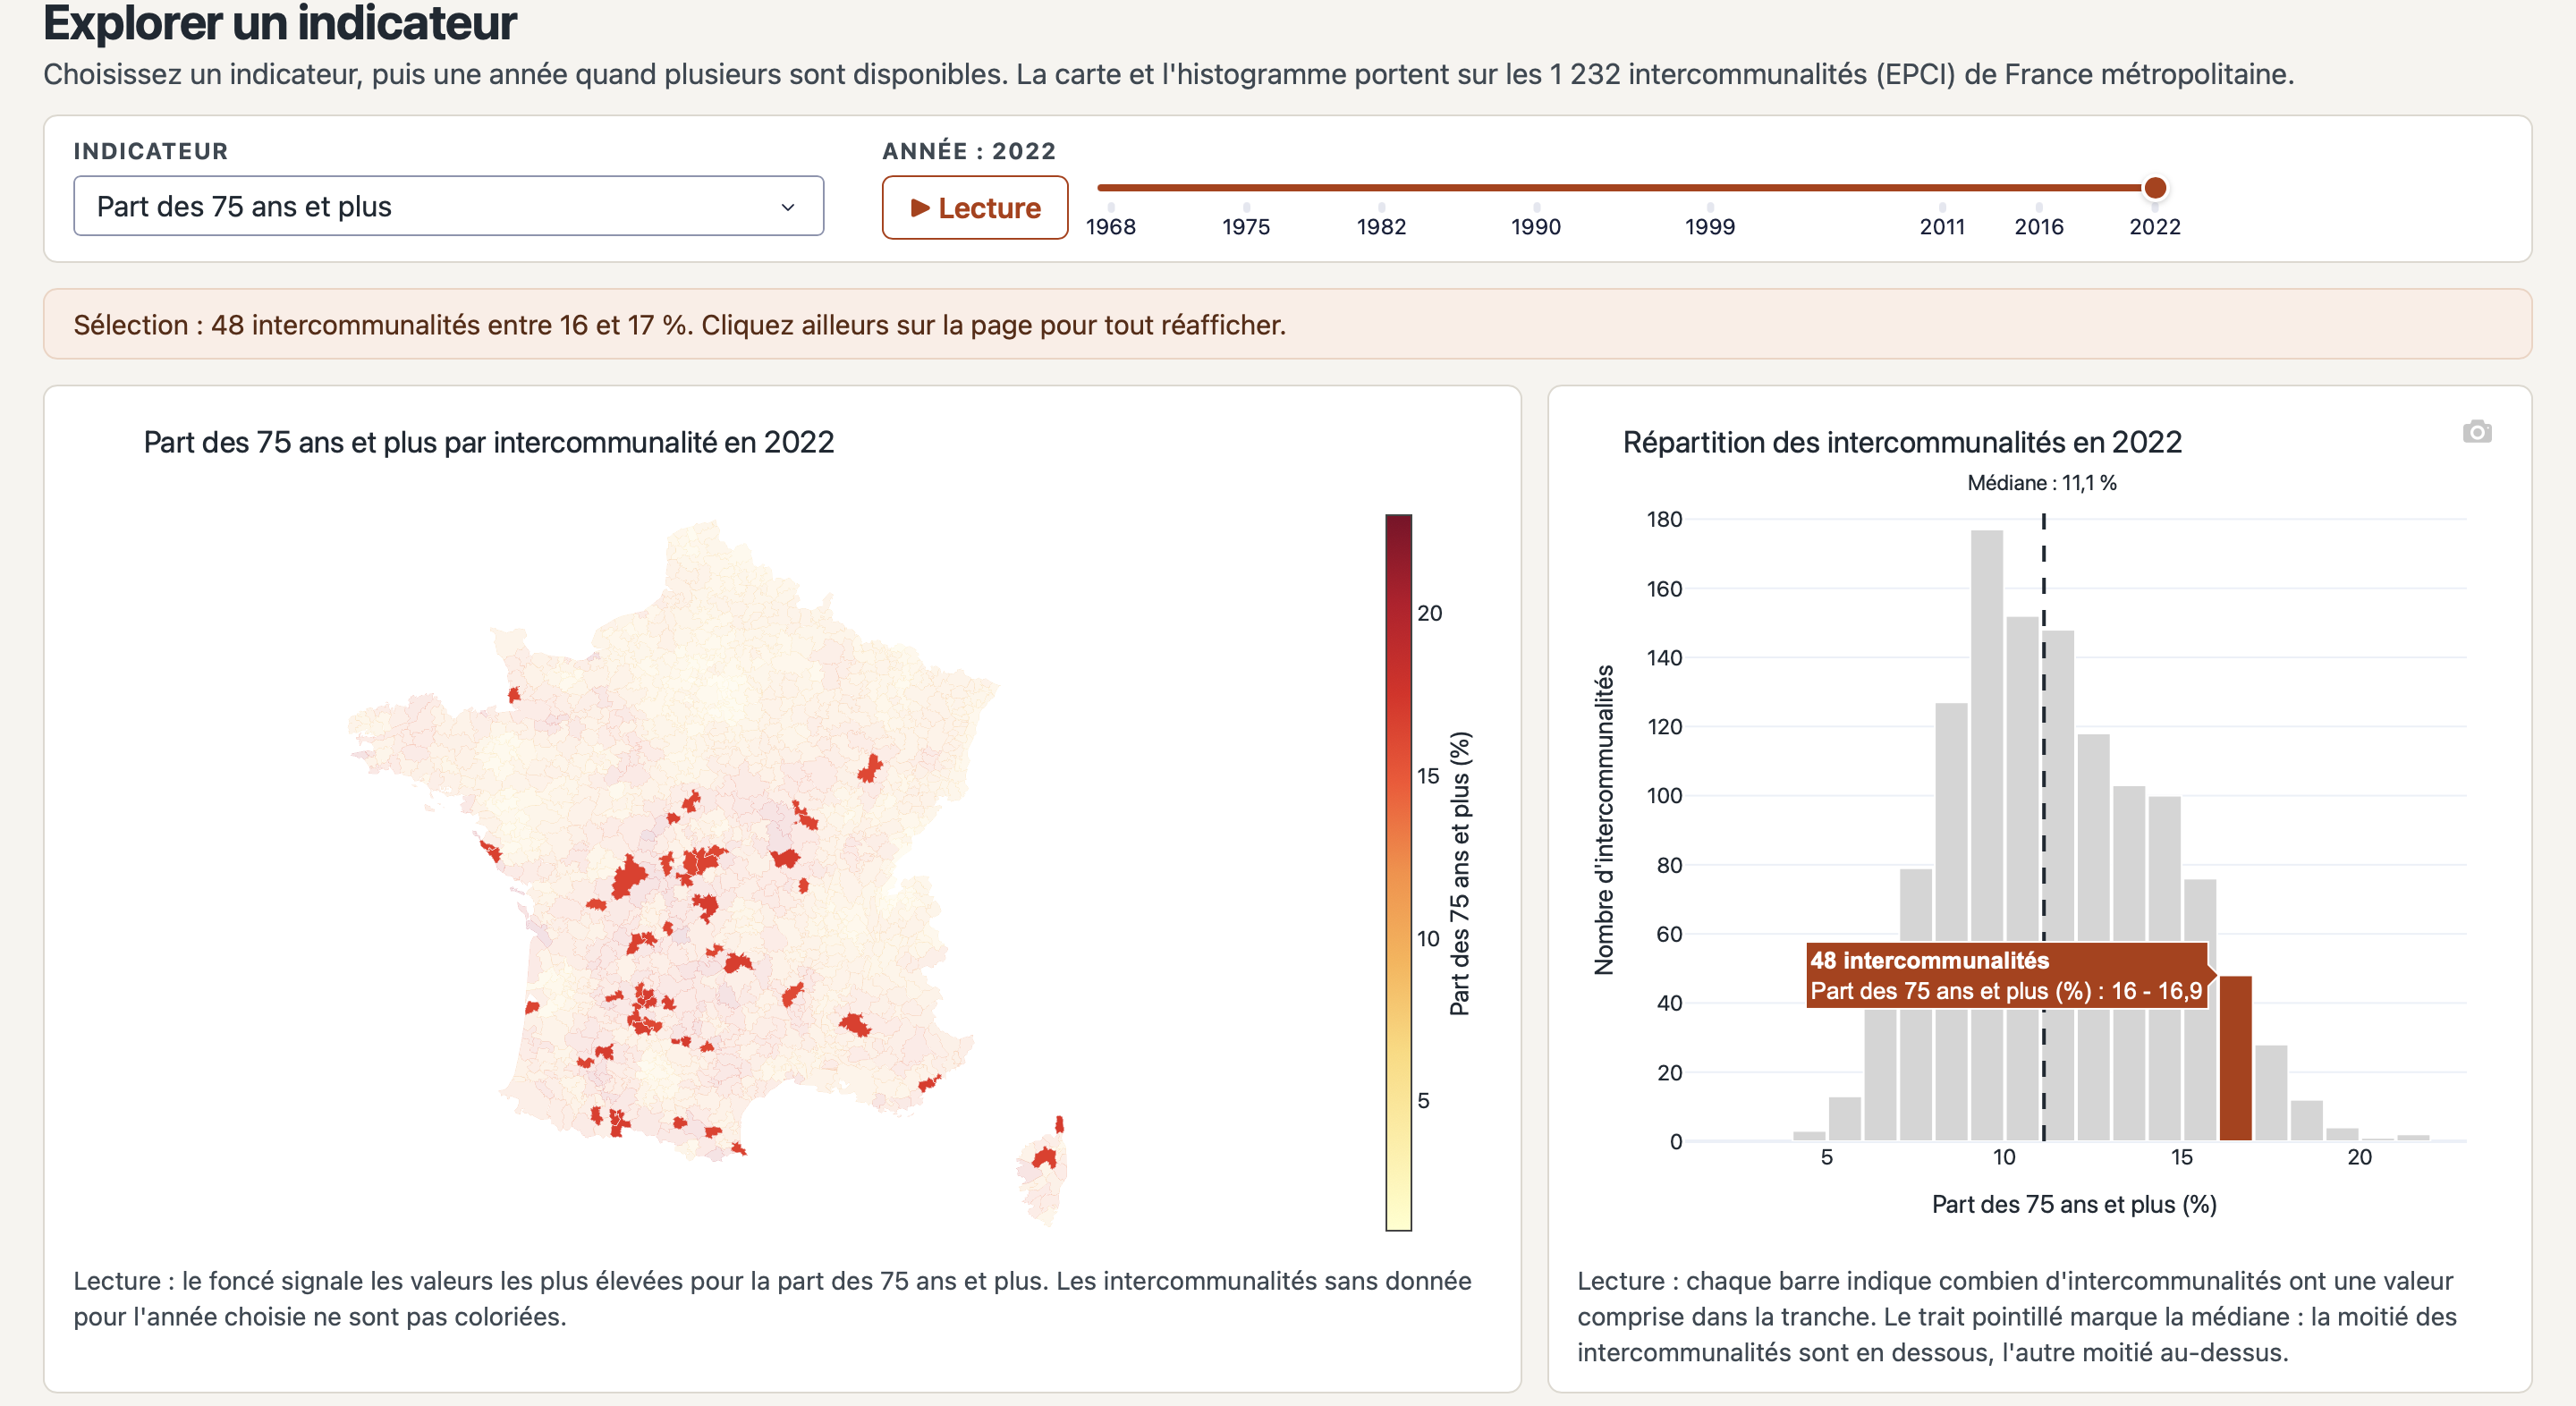 Explorer un indicateur
Choisissez un indicateur, puis une année quand plusieurs sont disponibles. La carte et l'histogramme portent sur les 1 232 intercommunalités (EPCI) de France métropolitaine.
INDICATEUR
Part des 75 ans et plus
ANNÉE : 2022
Lecture
1968 1975 1982 1990 1999 2011 2016 2022
Sélection : 48 intercommunalités entre 16 et 17 %. Cliquez ailleurs sur la page pour tout réafficher.
Part des 75 ans et plus par intercommunalité en 2022
20
15
10
5
Part des 75 ans et plus (%)
Lecture : le foncé signale les valeurs les plus élevées pour la part des 75 ans et plus. Les intercommunalités sans donnée
pour l'année choisie ne sont pas coloriées.
Répartition des intercommunalités en 2022
Médiane : 11,1 %
180
160
140
120
100
80
60
40
20
0
Nombre d'intercommunalités
48 intercommunalités
Part des 75 ans et plus (%) : 16 - 16,9
5 10 15 20
Part des 75 ans et plus (%)
Lecture : chaque barre indique combien d'intercommunalités ont une valeur
comprise dans la tranche. Le trait pointillé marque la médiane : la moitié des
intercommunalités sont en dessous, l'autre moitié au-dessus.